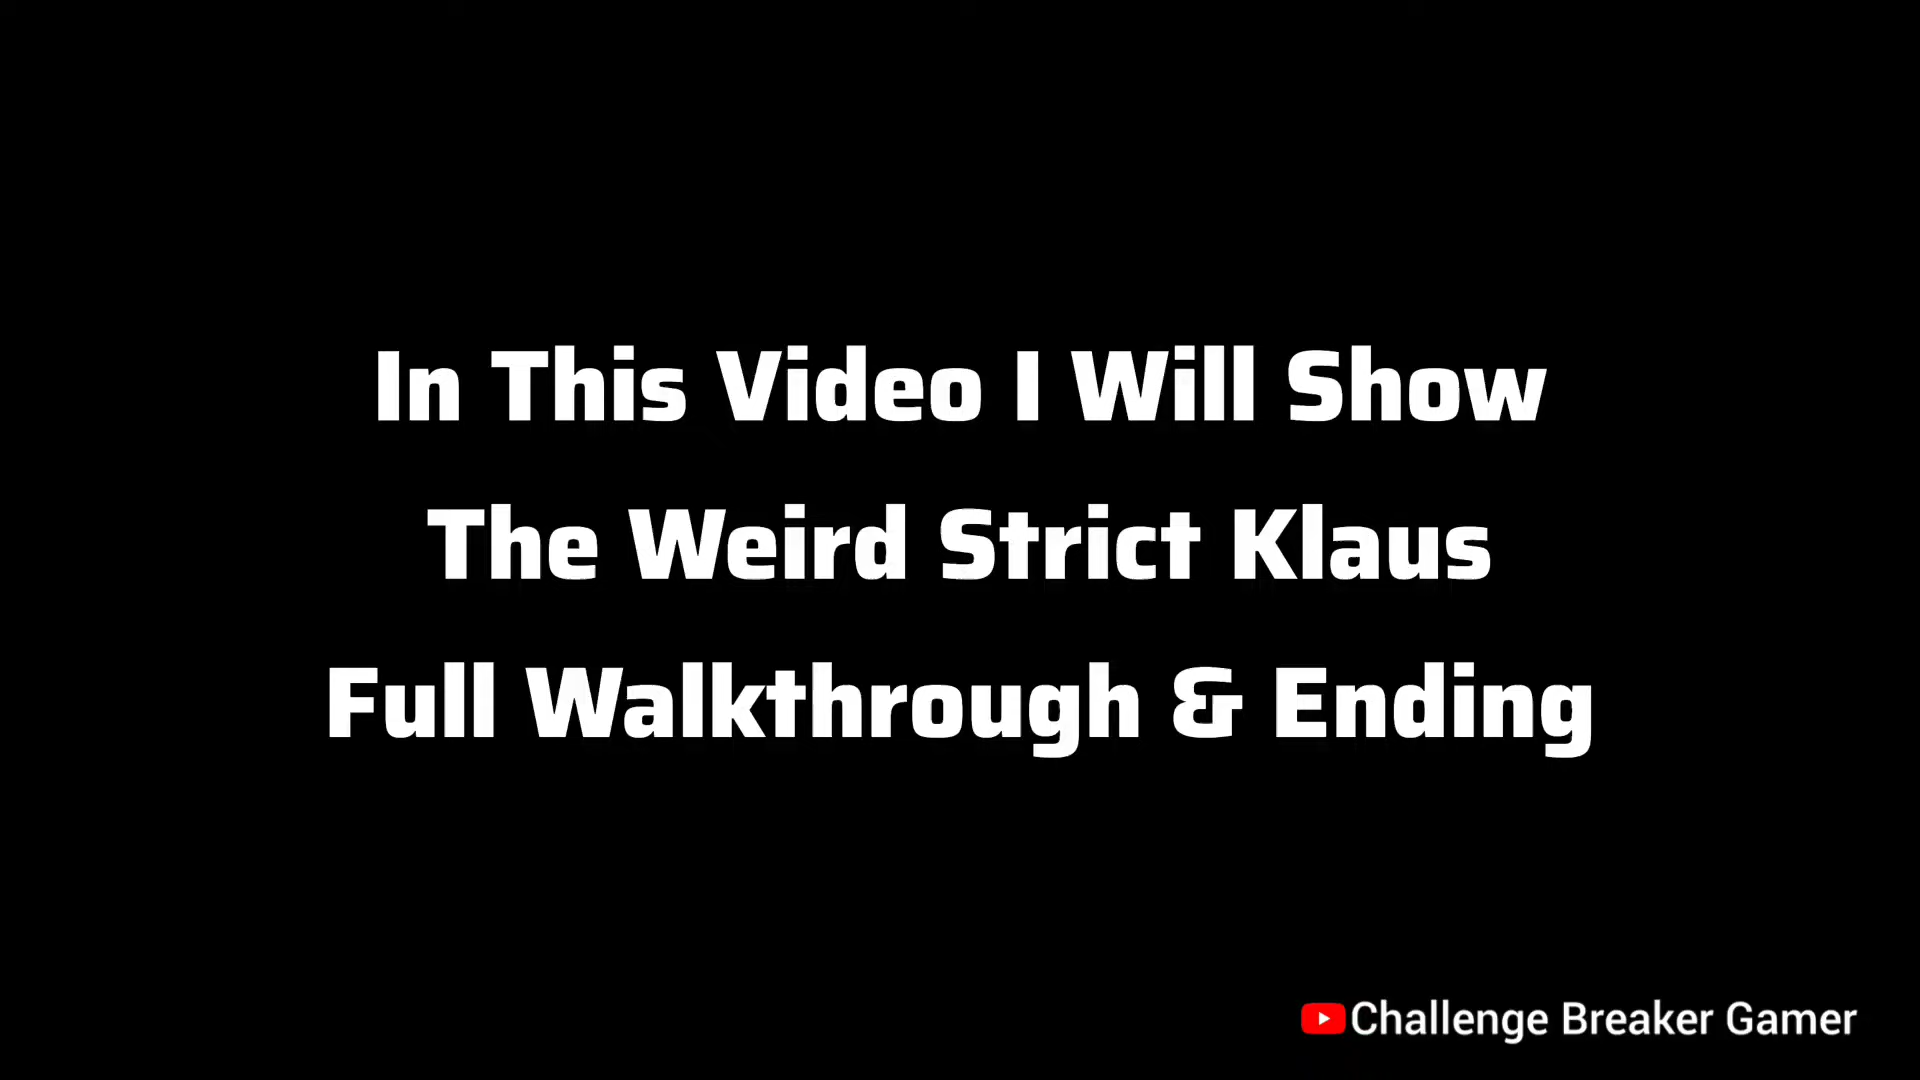 In This Video I Will Show
The Weird Strict Klaus
Full Walkthrough & Ending
Challenge Breaker Gamer